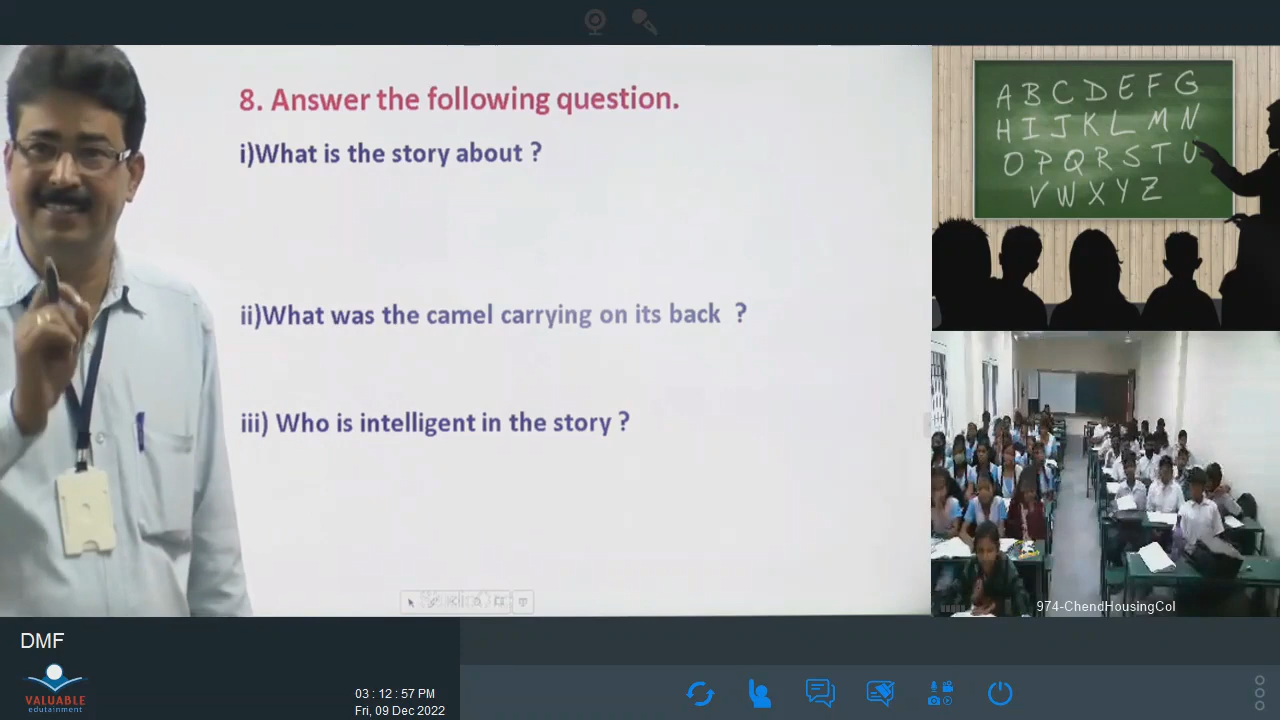 8. Answer the following question.
i)What is the story about ?
ii)What was the camel carrying on its back ?
iii) Who is intelligent in the story ?
A B C D E F G
H I J K L M N
O P Q R S T U
V W X Y Z
974-ChendHousingCol
DMF
VALUABLE
edutainment
03 : 12 : 57 PM
Fri, 09 Dec 2022